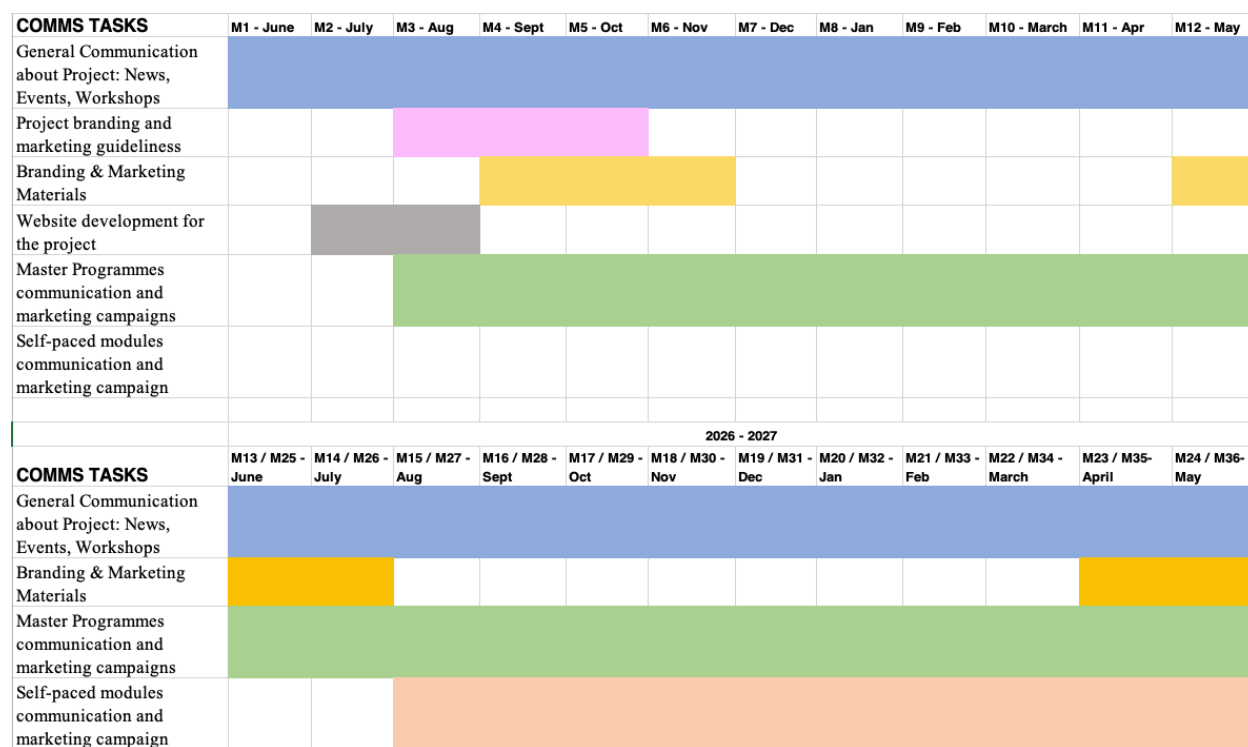 COMMS TASKS M1 - June M2 - July M3 - Aug M4 - Sept M5 - Oct M6 - Nov M7 - Dec M8 - Jan M9 - Feb M10 - March M11 - Apr M12 - May
General Communication
about Project: News,
Events, Workshops
Project branding and
marketing guideliness
Branding & Marketing
Materials
Website development for
the project
Master Programmes
communication and
marketing campaigns
Self-paced modules
communication and
marketing campaign
2026 - 2027
M13 / M25 - M14 / M26 - M15 / M27 - M16 / M28 - M17 / M29 - M18 / M30 - M19 / M31 - M20 / M32 - M21 / M33 - M22 / M34 - M23 / M35- M24 / M36-
COMMS TASKS June July Aug Sept Oct Nov Dec Jan Feb March April May
General Communication
about Project: News,
Events, Workshops
Branding & Marketing
Materials
Master Programmes
communication and
marketing campaigns
Self-paced modules
communication and
marketing campaign